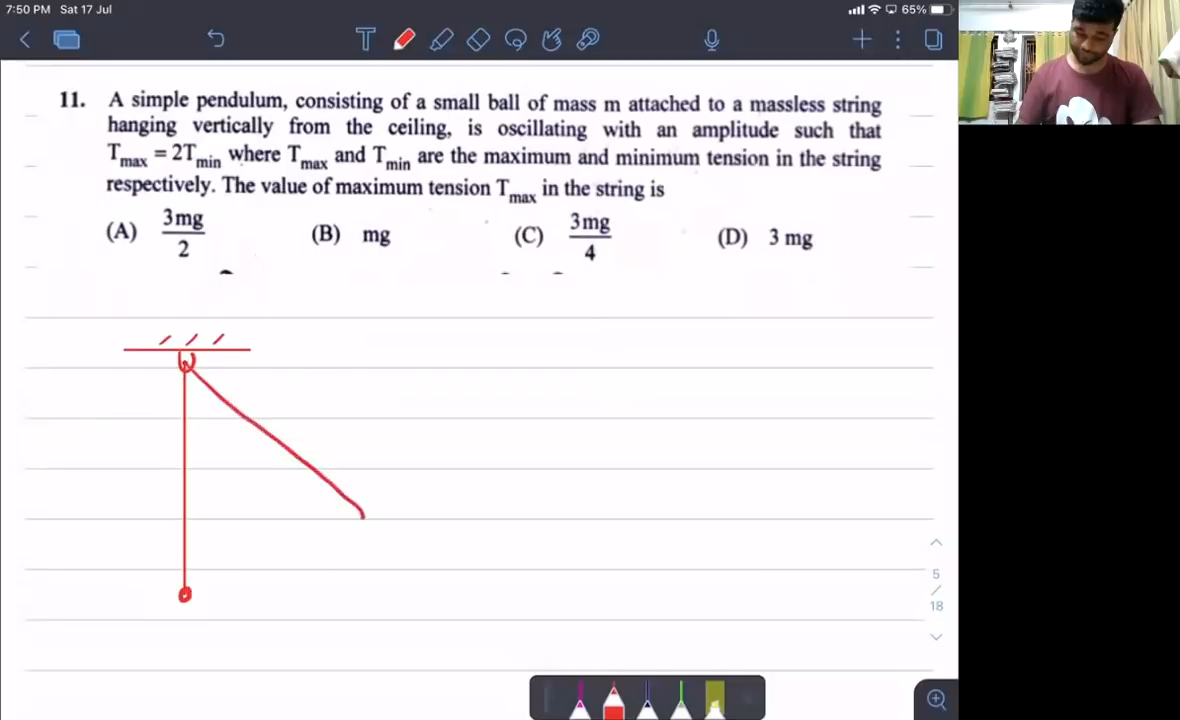 7:50 PM Sat 17 Jul
65%
T
11. A simple pendulum, consisting of a small ball of mass m attached to a massless string
hanging vertically from the ceiling, is oscillating with an amplitude such that
Tmax = 2Tmin where Tmax and Tmin are the maximum and minimum tension in the string
respectively. The value of maximum tension Tmax in the string is
(A) 3mg/2 (B) mg (C) 3mg/4 (D) 3 mg
5
/
18